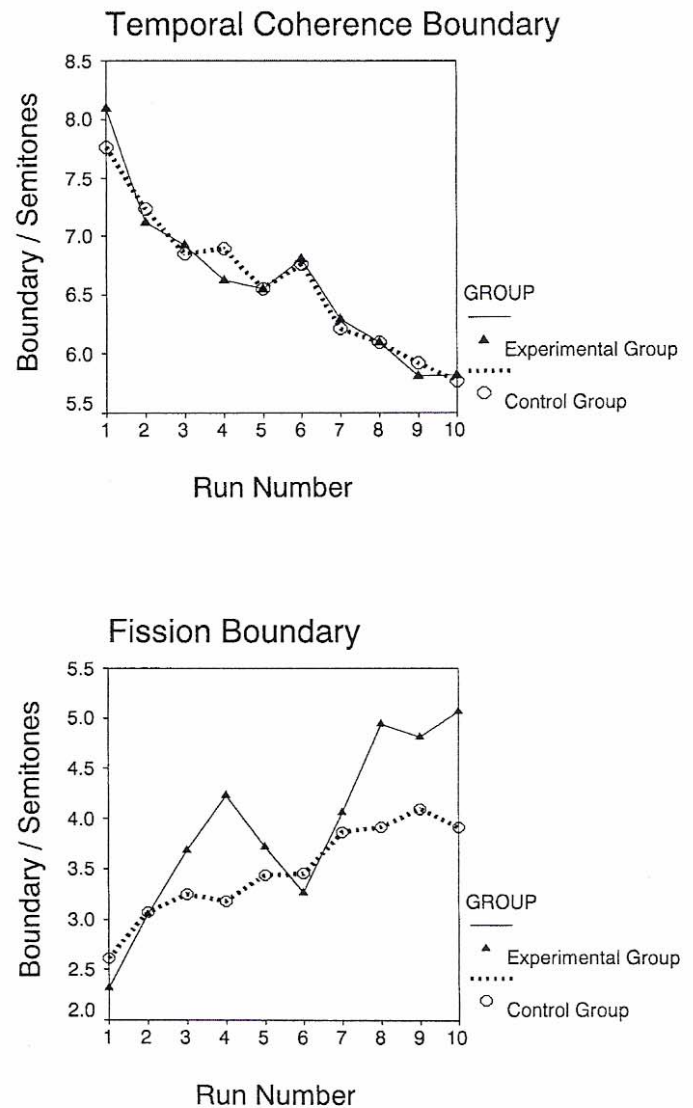 Temporal Coherence Boundary
Boundary / Semitones
8.5
8.0
7.5
7.0
6.5
6.0
5.5
1 2 3 4 5 6 7 8 9 10
Run Number
GROUP
Experimental Group
Control Group
Fission Boundary
Boundary / Semitones
5.5
5.0
4.5
4.0
3.5
3.0
2.5
2.0
1 2 3 4 5 6 7 8 9 10
Run Number
GROUP
Experimental Group
Control Group